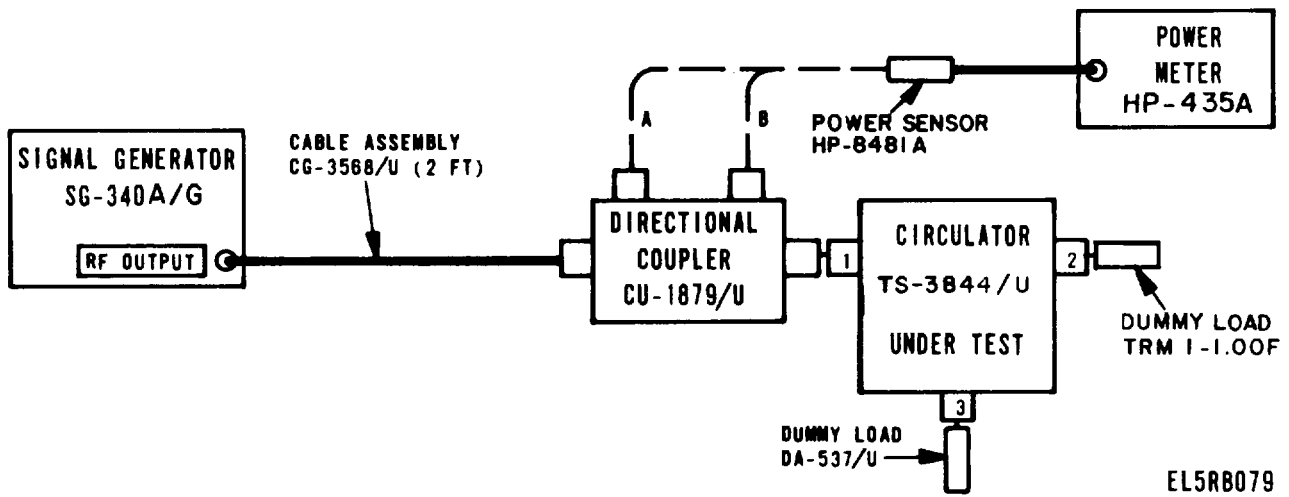 POWER
METER
HP-435A
A
B
POWER SENSOR
HP-8481A
CABLE ASSEMBLY
CG-3568/U (2 FT)
SIGNAL GENERATOR
SG-340A/G
RF OUTPUT
DIRECTIONAL
COUPLER
CU-1879/U
1
CIRCULATOR
TS-3844/U
UNDER TEST
2
3
DUMMY LOAD
TRM 1-1.00F
DUMMY LOAD
DA-537/U
EL5RB079